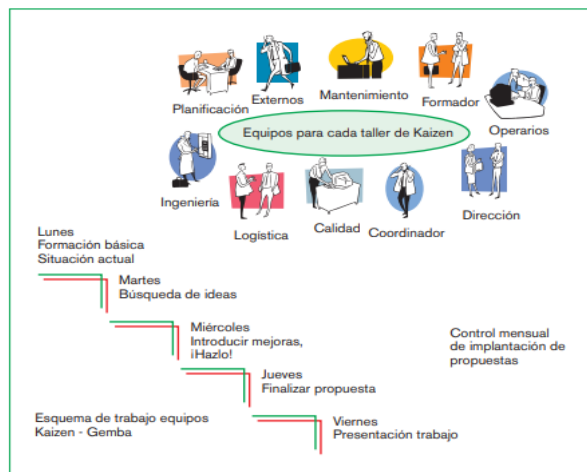 Planificación
Externos
Mantenimiento
Formador
Operarios
Equipos para cada taller de Kaizen
Ingeniería
Logística
Calidad
Coordinador
Dirección
Lunes
Formación básica
Situación actual
Martes
Búsqueda de ideas
Miércoles
Introducir mejoras,
¡Hazlo!
Jueves
Finalizar propuesta
Viernes
Presentación trabajo
Control mensual
de implantación de
propuestas
Esquema de trabajo equipos
Kaizen - Gemba